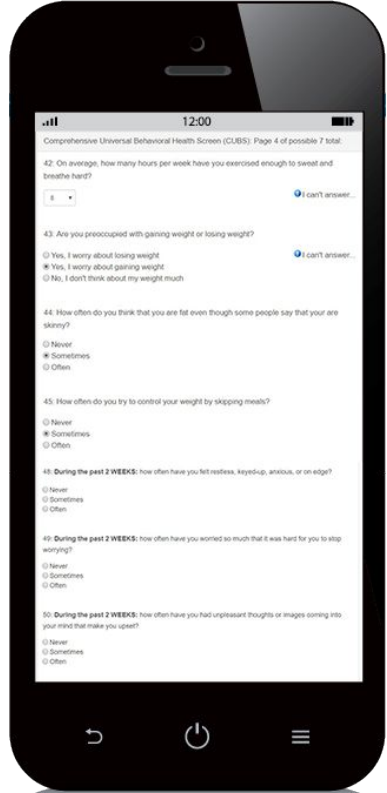 12:00
Comprehensive Universal Behavioral Health Screen (CUBS): Page 4 of possible 7 total:
42: On average, how many hours per week have you exercised enough to sweat and
breathe hard?
8
I can't answer...
43: Are you preoccupied with gaining weight or losing weight?
Yes, I worry about losing weight
I can't answer...
Yes, I worry about gaining weight
No, I don't think about my weight much
44: How often do you think that you are fat even though some people say that your are
skinny?
Never
Sometimes
Often
45: How often do you try to control your weight by skipping meals?
Never
Sometimes
Often
48: During the past 2 WEEKS: how often have you felt restless, keyed-up, anxious, or on edge?
Never
Sometimes
Often
49: During the past 2 WEEKS: how often have you worried so much that it was hard for you to stop
worrying?
Never
Sometimes
Often
50: During the past 2 WEEKS: how often have you had unpleasant thoughts or images coming into
your mind that make you upset?
Never
Sometimes
Often